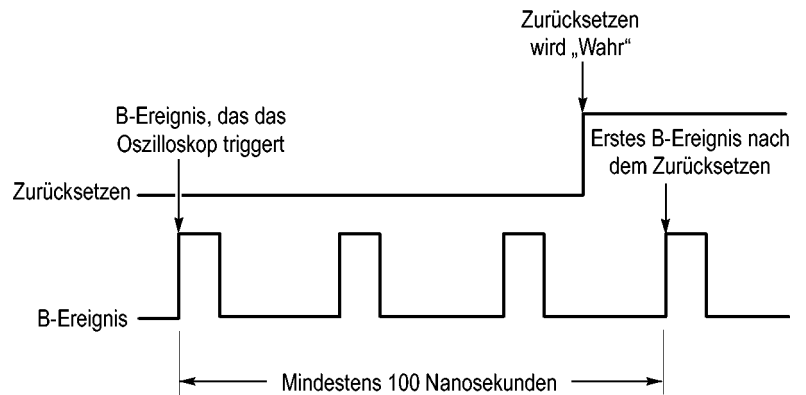 Zurücksetzen
wird „Wahr“
B-Ereignis, das das
Oszilloskop triggert
Erstes B-Ereignis nach
dem Zurücksetzen
Zurücksetzen
B-Ereignis
Mindestens 100 Nanosekunden